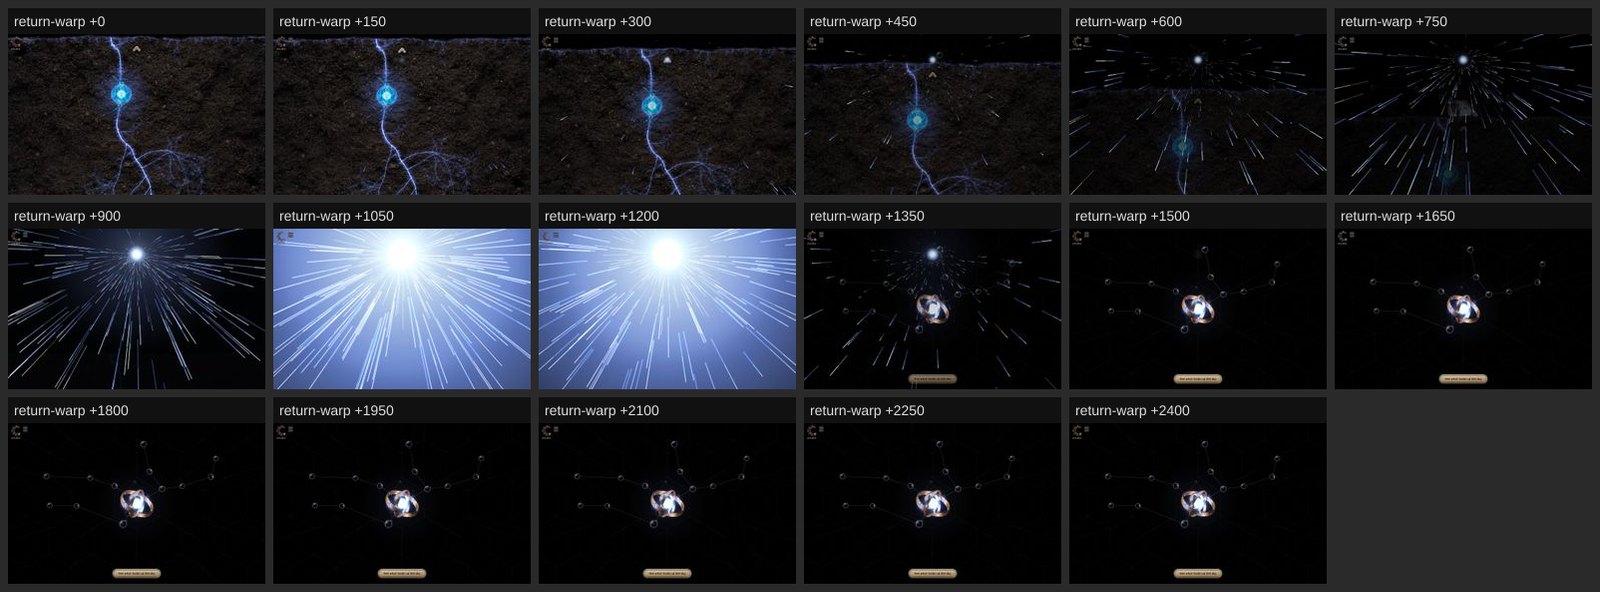 return-warp +0
return-warp +150
return-warp +300
return-warp +450
return-warp +600
return-warp +750
return-warp +900
return-warp +1050
return-warp +1200
return-warp +1350
return-warp +1500
return-warp +1650
return-warp +1800
return-warp +1950
return-warp +2100
return-warp +2250
return-warp +2400